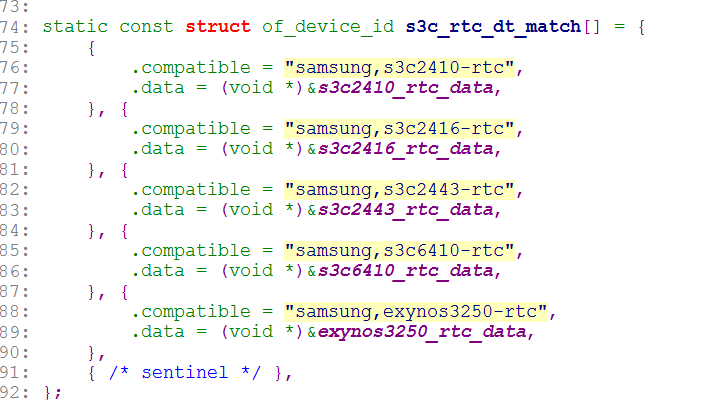 73:
74: static const struct of_device_id s3c_rtc_dt_match[] = {
75:     {
76:         .compatible = "samsung,s3c2410-rtc",
77:         .data = (void *)&s3c2410_rtc_data,
78:     }, {
79:         .compatible = "samsung,s3c2416-rtc",
80:         .data = (void *)&s3c2416_rtc_data,
81:     }, {
82:         .compatible = "samsung,s3c2443-rtc",
83:         .data = (void *)&s3c2443_rtc_data,
84:     }, {
85:         .compatible = "samsung,s3c6410-rtc",
86:         .data = (void *)&s3c6410_rtc_data,
87:     }, {
88:         .compatible = "samsung,exynos3250-rtc",
89:         .data = (void *)&exynos3250_rtc_data,
90:     },
91:     { /* sentinel */ },
92: };